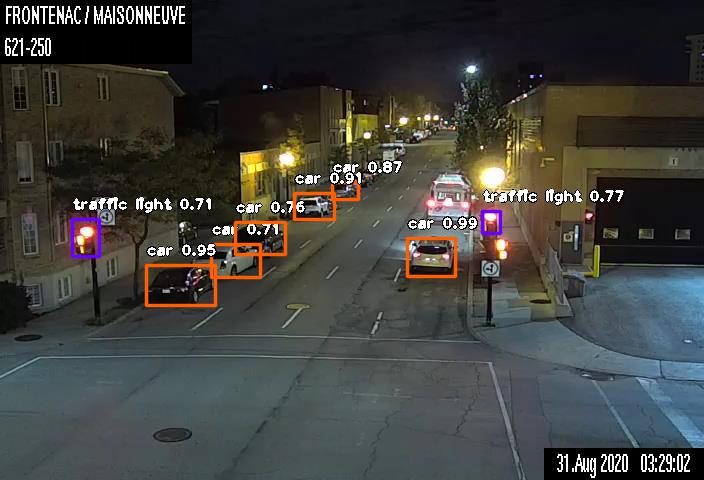 FRONTENAC / MAISONNEUVE
621-250
car 0.87
car 0.91
traffic light 0.71
traffic light 0.77
car 0.76
car 0.71
car 0.99
car 0.95
31.Aug 2020 03:29:02